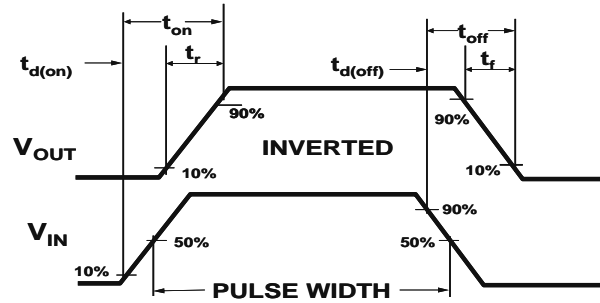 t_on
t_off
t_d(on)
t_r
t_d(off)
t_f
90%
90%
V_OUT
INVERTED
10%
10%
90%
V_IN
50%
50%
10%
PULSE WIDTH